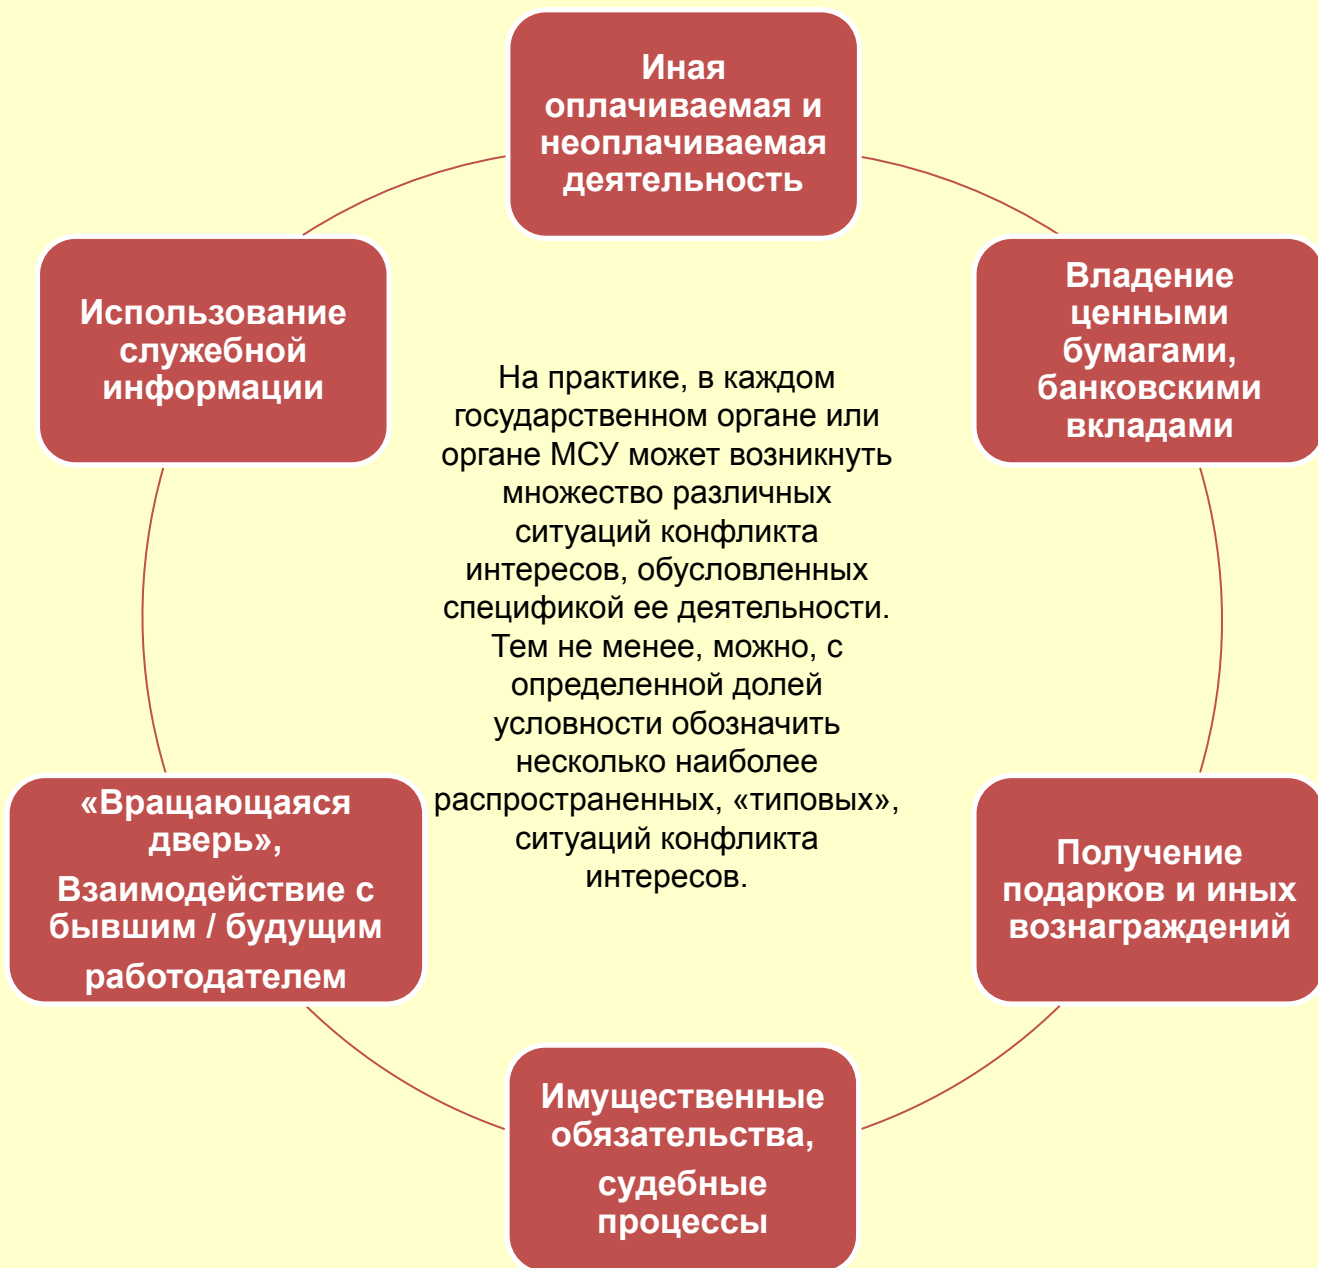 Иная
оплачиваемая и
неоплачиваемая
деятельность
Владение
ценными
бумагами,
банковскими
вкладами
Получение
подарков и иных
вознаграждений
Имущественные
обязательства,
судебные
процессы
«Вращающаяся
дверь»,
Взаимодействие с
бывшим / будущим
работодателем
Использование
служебной
информации
На практике, в каждом
государственном органе или
органе МСУ может возникнуть
множество различных
ситуаций конфликта
интересов, обусловленных
спецификой ее деятельности.
Тем не менее, можно, с
определенной долей
условности обозначить
несколько наиболее
распространенных, «типовых»,
ситуаций конфликта
интересов.